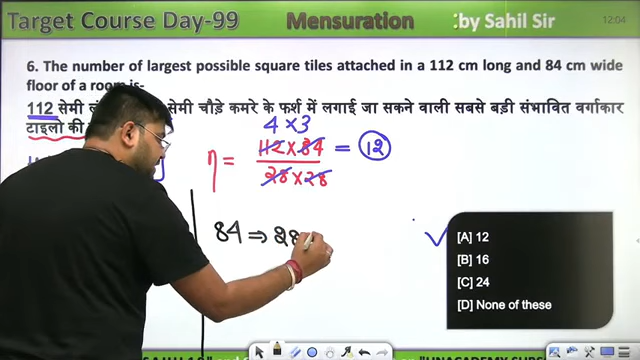 Target Course Day-99 Mensuration :by Sahil Sir 12:04
6. The number of largest possible square tiles attached in a 112 cm long and 84 cm wide
floor of a room is-
112 सेमी चौड़े कमरे के फर्श में लगाई जा सकने वाली सबसे बड़ी संभावित वर्गाकार
टाइलो की
4 × 3
η = 112 × 84 / 28 × 28 = 12
84 ⇒ 28
[A] 12
[B] 16
[C] 24
[D] None of these